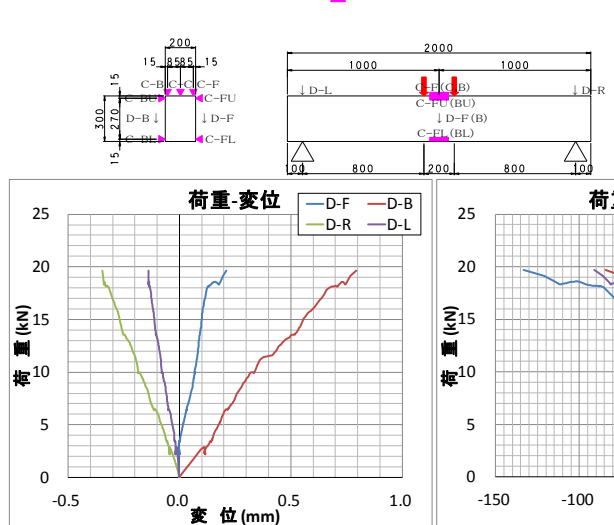 200
15 85 85 15
C-B C-C C-F
15
C-BU
C-FU
300
270
D-B
D-F
C-BL
C-FL
15
2000
1000
1000
D-L
C-F(C-B)
D-R
C-FU(BU)
D-F(B)
C-FL(BL)
100
800
200
800
100
荷重-変位
D-F
D-B
D-R
D-L
25
20
15
10
5
0
荷 重 (kN)
-0.5
0.0
0.5
1.0
変 位 (mm)
25
20
15
10
5
0
荷 重 (kN)
-150
-100